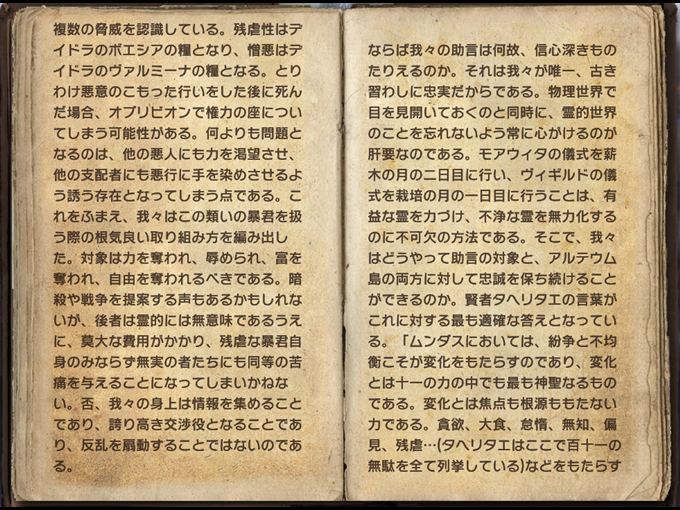 複数の脅威を認識している。残虐性はデ
イドラのボエシアの糧となり、憎悪はデ
イドラのヴァルミーナの糧となる。とり
わけ悪意のこもった行いをした後に死ん
だ場合、オブリビオンで権力の座につい
てしまう可能性がある。何よりも問題と
なるのは、他の悪人にも力を渇望させ、
他の支配者にも悪行に手を染めさせるよ
う誘う存在となってしまう点である。こ
れをふまえ、我々はこの類いの暴君を扱
う際の根気良い取り組み方を編み出し
た。対象は力を奪われ、辱められ、富を
奪われ、自由を奪われるべきである。暗
殺や戦争を提案する声もあるかもしれな
いが、後者は霊的には無意味であるうえ
に、莫大な費用がかかり、残虐な暴君自
身のみならず無実の者たちにも同等の苦
痛を与えることになってしまいかねな
い。否、我々の身上は情報を集めること
であり、誇り高き交渉役となることであ
り、反乱を扇動することではないのであ
る。
ならば我々の助言は何故、信心深きもの
たりえるのか。それは我々が唯一、古き
習わしに忠実だからである。物理世界で
目を見開いておくのと同時に、霊的世界
のことを忘れないよう常に心がけるのが
肝要なのである。モアウィタの儀式を薪
木の月の二日目に行い、ヴィギルドの儀
式を栽培の月の一日目に行うことは、有
益な霊を力づけ、不浄な霊を無力化する
のに不可欠の方法である。そこで、我々
はどうやって助言の対象と、アルテウム
島の両方に対して忠誠を保ち続けること
ができるのか。賢者タヘリタエの言葉が
これに対する最も適確な答えとなってい
る。「ムンダスにおいては、紛争と不均
衡こそが変化をもたらすのであり、変化
とは十一の力の中でも最も神聖なるもの
である。変化とは焦点も根源ももたない
力である。貪欲、大食、怠惰、無知、偏
見、残虐…(タヘリタエはここで百十一の
無駄を全て列挙している)などをもたらす